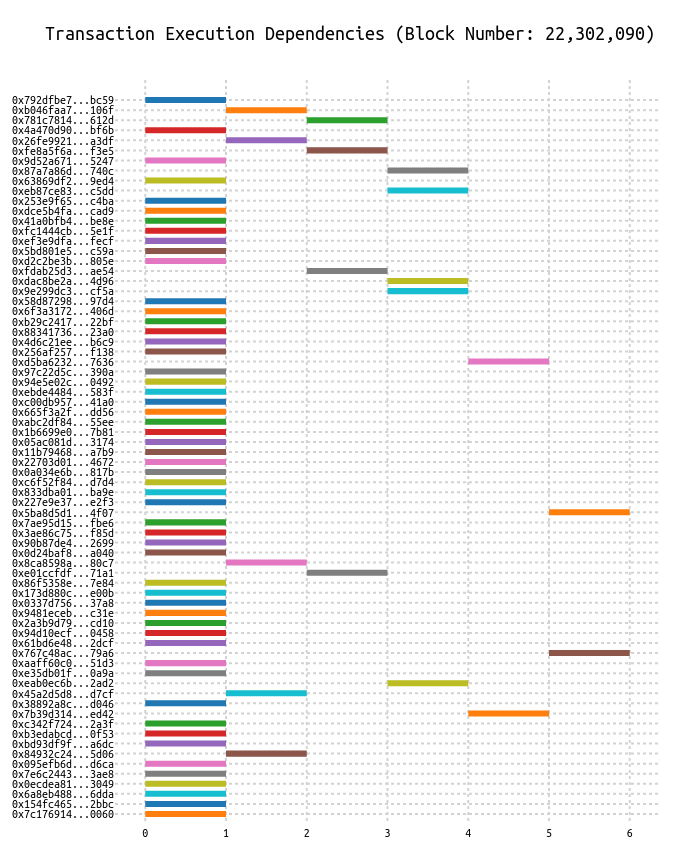 Transaction Execution Dependencies (Block Number: 22,302,090)
0x792dfbe7...bc59
0xb046faa7...106f
0x781c7814...612d
0x4a470d90...bf6b
0x26fe9921...a3df
0xfe8a5f6a...f3e5
0x9d52a671...5247
0x87a7a86d...740c
0x63869df2...9ed4
0xeb87ce83...c5dd
0x253e9f65...c4ba
0xdce5b4fa...cad9
0x41a0bfb4...be8e
0xfc1444cb...5e1f
0xef3e9dfa...fecf
0x5bd801e5...c59a
0xd2c2be3b...805e
0xfdab25d3...ae54
0xdac8be2a...4d96
0x9e299dc3...cf5a
0x58d87298...97d4
0x6f3a3172...406d
0xb29c2417...22bf
0x88341736...23a0
0x4d6c21ee...b6c9
0x256af257...f138
0xd5ba6232...7636
0x97c22d5c...390a
0x94e5e02c...0492
0xebde4484...583f
0xc00db957...41a0
0x665f3a2f...dd56
0xabc2df84...55ee
0x1b6699e0...7b81
0x05ac081d...3174
0x11b79468...a7b9
0x22703d01...4672
0x0a034e6b...817b
0xc6f52f84...d7d4
0x833dba01...ba9e
0x227e9e37...e2f3
0x5ba8d5d1...4f07
0x7ae95d15...fbe6
0x3ae86c75...f85d
0x90b87de4...2699
0x0d24baf8...a040
0x8ca8598a...80c7
0xe01ccfdf...71a1
0x86f5358e...7e84
0x173d880c...e00b
0x0337d756...37a8
0x9481eceb...c31e
0x2a3b9d79...cd10
0x94d10ecf...0458
0x61bd6e48...2dcf
0x767c48ac...79a6
0xaaff60c0...51d3
0xe35db01f...0a9a
0xeab0ec6b...2ad2
0x45a2d5d8...d7cf
0x38892a8c...d046
0x7b39d314...ed42
0xc342f724...2a3f
0xb3edabcd...0f53
0xbd93df9f...a6dc
0x84932c24...5d06
0x095efb6d...d6ca
0x7e6c2443...3ae8
0x0ecdea81...3049
0x6a8eb488...6dda
0x154fc465...2bbc
0x7c176914...0060
0 1 2 3 4 5 6